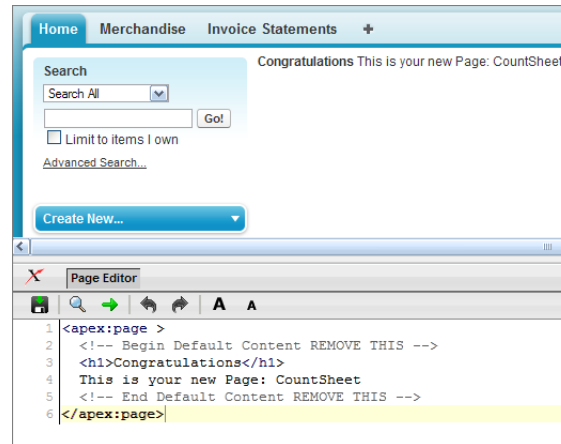 Home Merchandise Invoice Statements +
Search
Congratulations This is your new Page: CountSheet
Search All
Go!
Limit to items I own
Advanced Search...
Create New...
Page Editor
A A
1 <apex:page >
2 <!-- Begin Default Content REMOVE THIS -->
3 <h1>Congratulations</h1>
4 This is your new Page: CountSheet
5 <!-- End Default Content REMOVE THIS -->
6 </apex:page>